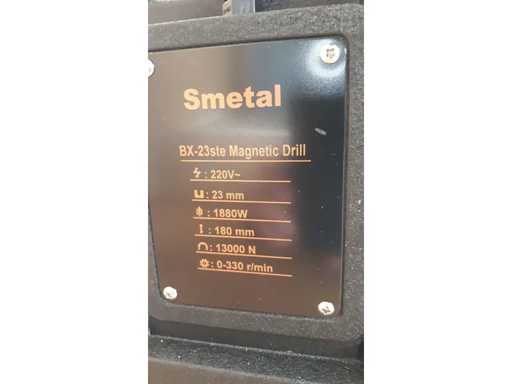 Smetal
BX-23ste Magnetic Drill
: 220V~
: 23 mm
: 1880W
: 180 mm
: 13000 N
: 0-330 r/min